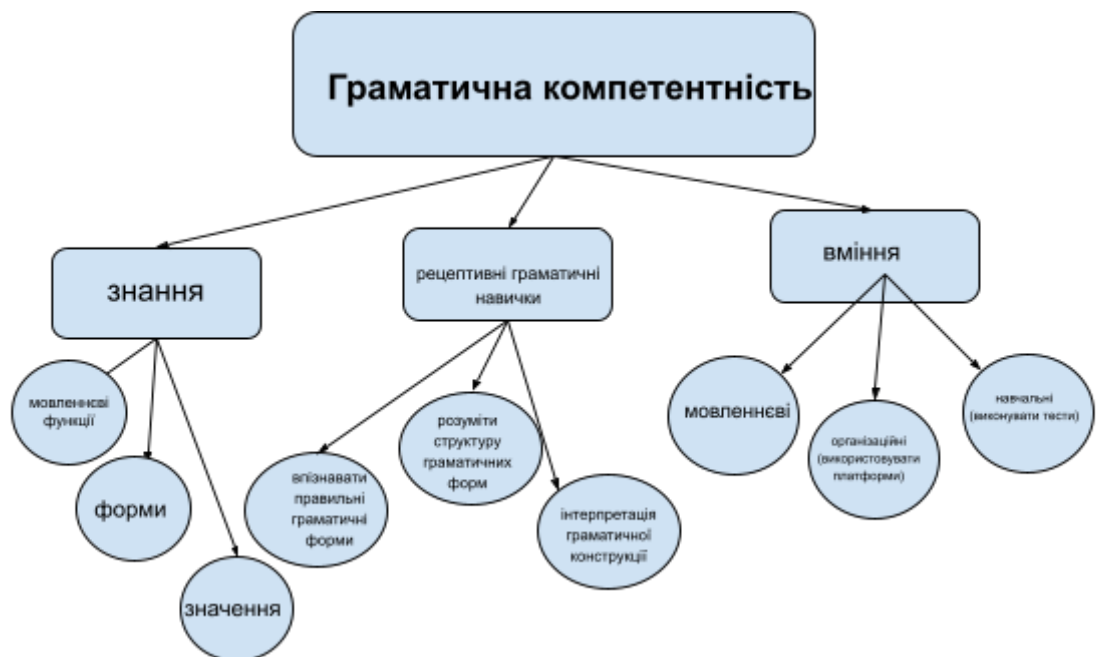 Граматична компетентність
знання
рецептивні граматичні
навички
вміння
мовленнєві
функції
форми
значення
впізнавати
правильні
граматичні
форми
розуміти
структуру
граматичних
форм
інтерпретація
граматичної
конструкції
мовленнєві
організаційні
(використовувати
платформи)
навчальні
(виконувати тести)